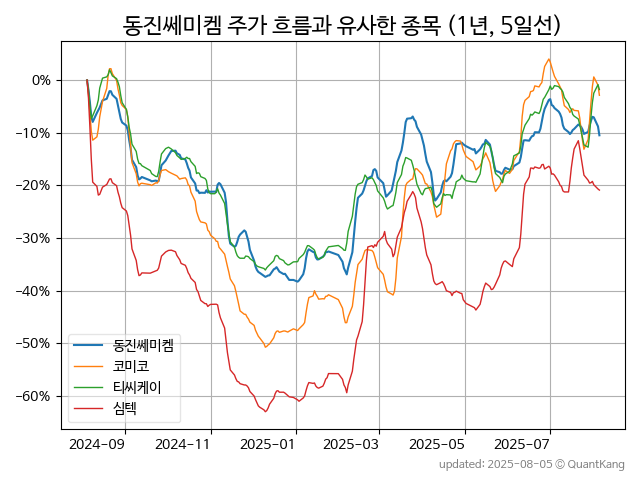 동진쎄미켐 주가 흐름과 유사한 종목 (1년, 5일선)
0%
−10%
−20%
−30%
−40%
−50%
−60%
동진쎄미켐
코미코
티씨케이
심텍
2024-09
2024-11
2025-01
2025-03
2025-05
2025-07
updated: 2025-08-05 © QuantKang